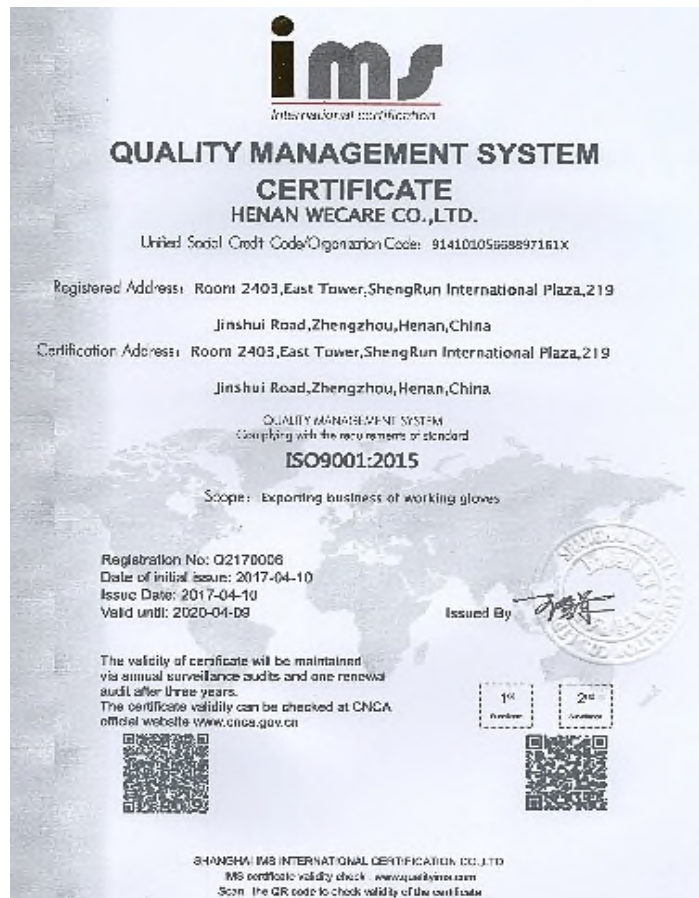 ims
International certification
QUALITY MANAGEMENT SYSTEM
CERTIFICATE
HENAN WECARE CO.,LTD.
Unified Social Credit Code/Organization Code: 91410105668897161X
Registered Address: Room 2403,East Tower,ShengRun International Plaza,219
Jinshui Road,Zhengzhou,Henan,China
Certification Address: Room 2403,East Tower,ShengRun International Plaza,219
Jinshui Road,Zhengzhou,Henan,China
QUALITY MANAGEMENT SYSTEM
Complying with the requirements of standard
ISO9001:2015
Scope: Exporting business of working gloves
Registration No: Q2170006
Date of initial issue: 2017-04-10
Issue Date: 2017-04-10
Valid until: 2020-04-09
Issued By
The validity of certificate will be maintained
via annual surveillance audits and one renewal
audit after three years.
The certificate validity can be checked at CNCA
official website www.cnca.gov.cn
1st
2nd
SHANGHAI IMS INTERNATIONAL CERTIFICATION CO.,LTD
IMS certificate validity check : www.qualityims.com
Scan the QR code to check validity of the certificate